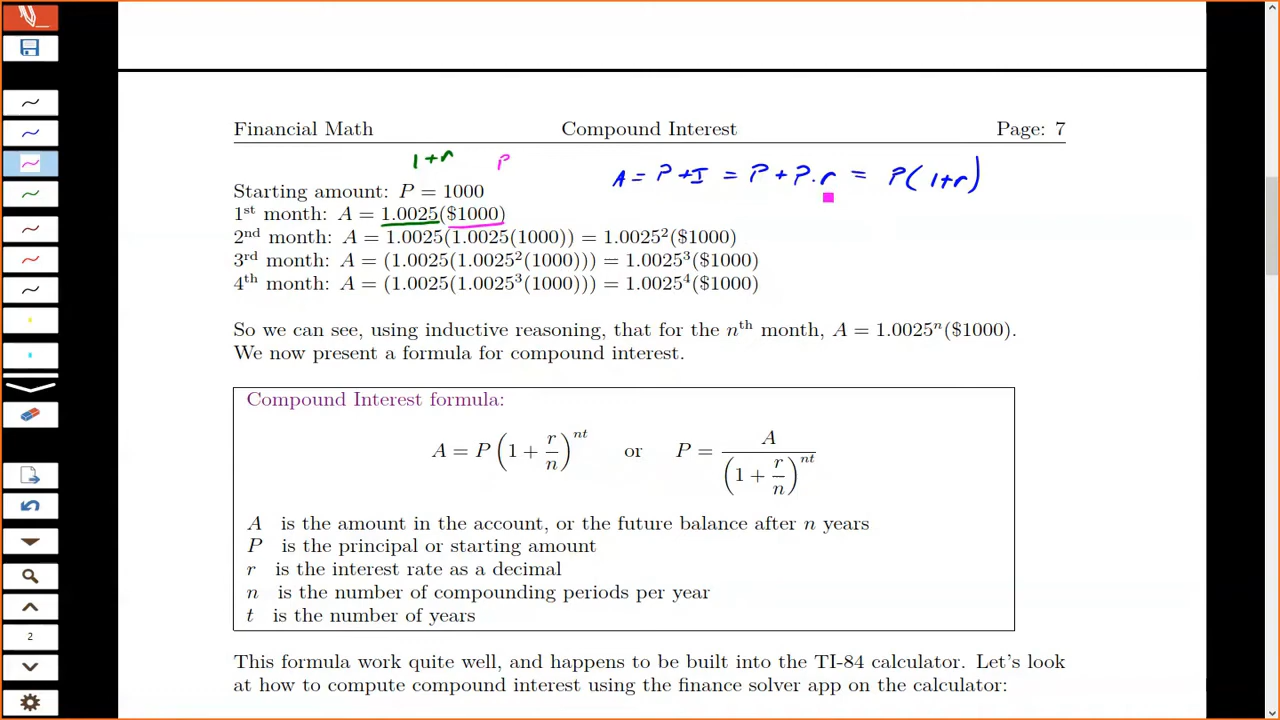 Financial Math Compound Interest Page: 7
1+r P A = P + I = P + P·r = P(1+r)
Starting amount: P = 1000
1st month: A = 1.0025($1000)
2nd month: A = 1.0025(1.0025(1000)) = 1.0025²($1000)
3rd month: A = (1.0025(1.0025²(1000))) = 1.0025³($1000)
4th month: A = (1.0025(1.0025³(1000))) = 1.0025⁴($1000)
So we can see, using inductive reasoning, that for the nth month, A = 1.0025ⁿ($1000).
We now present a formula for compound interest.
Compound Interest formula:
A = P(1 + r/n)^nt or P = A/(1 + r/n)^nt
A is the amount in the account, or the future balance after n years
P is the principal or starting amount
r is the interest rate as a decimal
n is the number of compounding periods per year
t is the number of years
2
This formula work quite well, and happens to be built into the TI-84 calculator. Let's look
at how to compute compound interest using the finance solver app on the calculator: